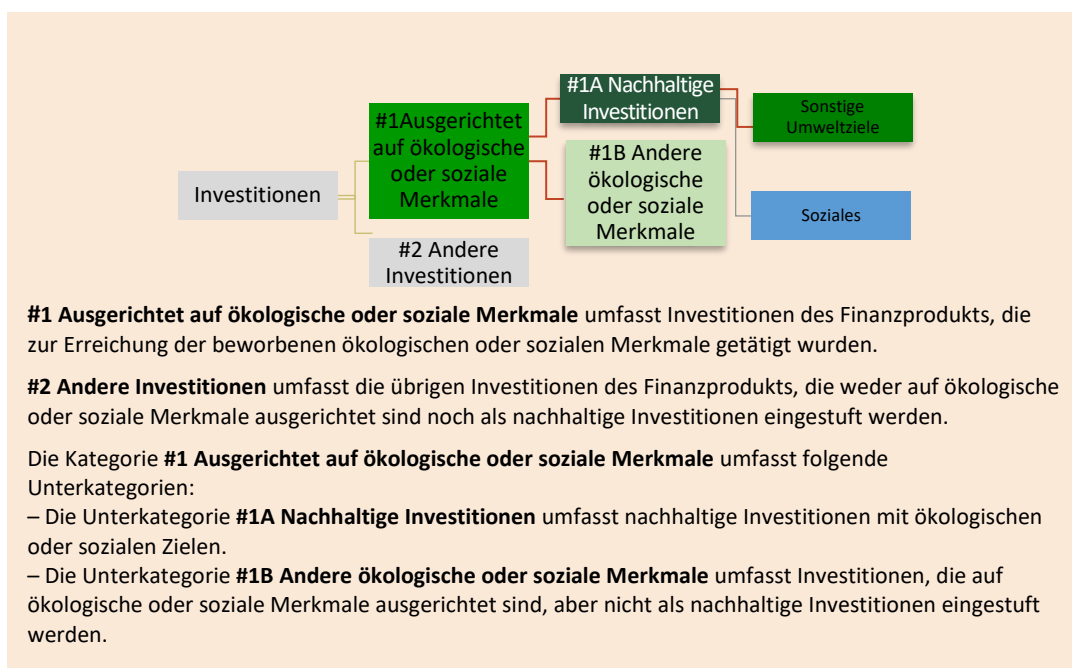 #1A Nachhaltige
Investitionen
Sonstige
Umweltziele
#1Ausgerichtet
auf ökologische
oder soziale
Merkmale
#1B Andere
ökologische
oder soziale
Merkmale
Investitionen
Soziales
#2 Andere
Investitionen
#1 Ausgerichtet auf ökologische oder soziale Merkmale umfasst Investitionen des Finanzprodukts, die
zur Erreichung der beworbenen ökologischen oder sozialen Merkmale getätigt wurden.
#2 Andere Investitionen umfasst die übrigen Investitionen des Finanzprodukts, die weder auf ökologische
oder soziale Merkmale ausgerichtet sind noch als nachhaltige Investitionen eingestuft werden.
Die Kategorie #1 Ausgerichtet auf ökologische oder soziale Merkmale umfasst folgende
Unterkategorien:
– Die Unterkategorie #1A Nachhaltige Investitionen umfasst nachhaltige Investitionen mit ökologischen
oder sozialen Zielen.
– Die Unterkategorie #1B Andere ökologische oder soziale Merkmale umfasst Investitionen, die auf
ökologische oder soziale Merkmale ausgerichtet sind, aber nicht als nachhaltige Investitionen eingestuft
werden.